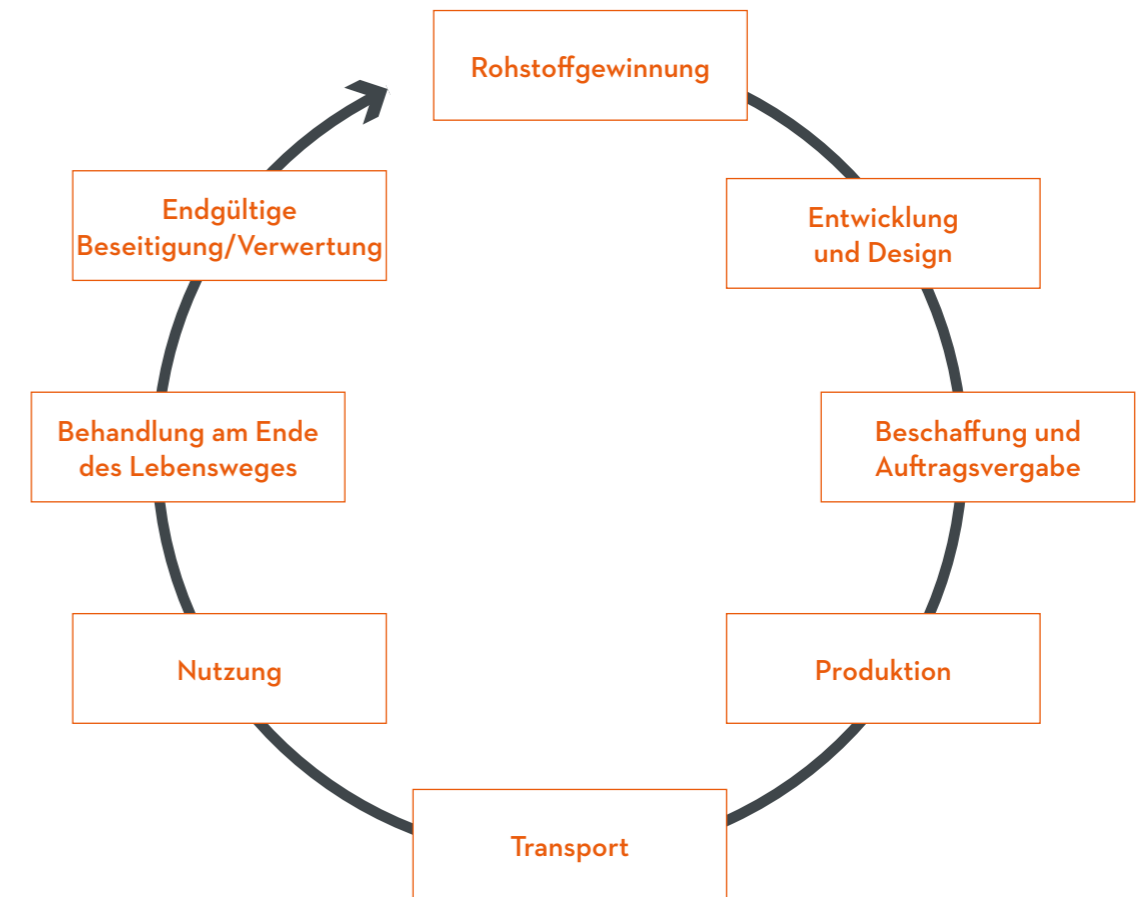 Rohstoffgewinnung
Entwicklung
und Design
Beschaffung und
Auftragsvergabe
Produktion
Transport
Nutzung
Behandlung am Ende
des Lebensweges
Endgültige
Beseitigung/Verwertung